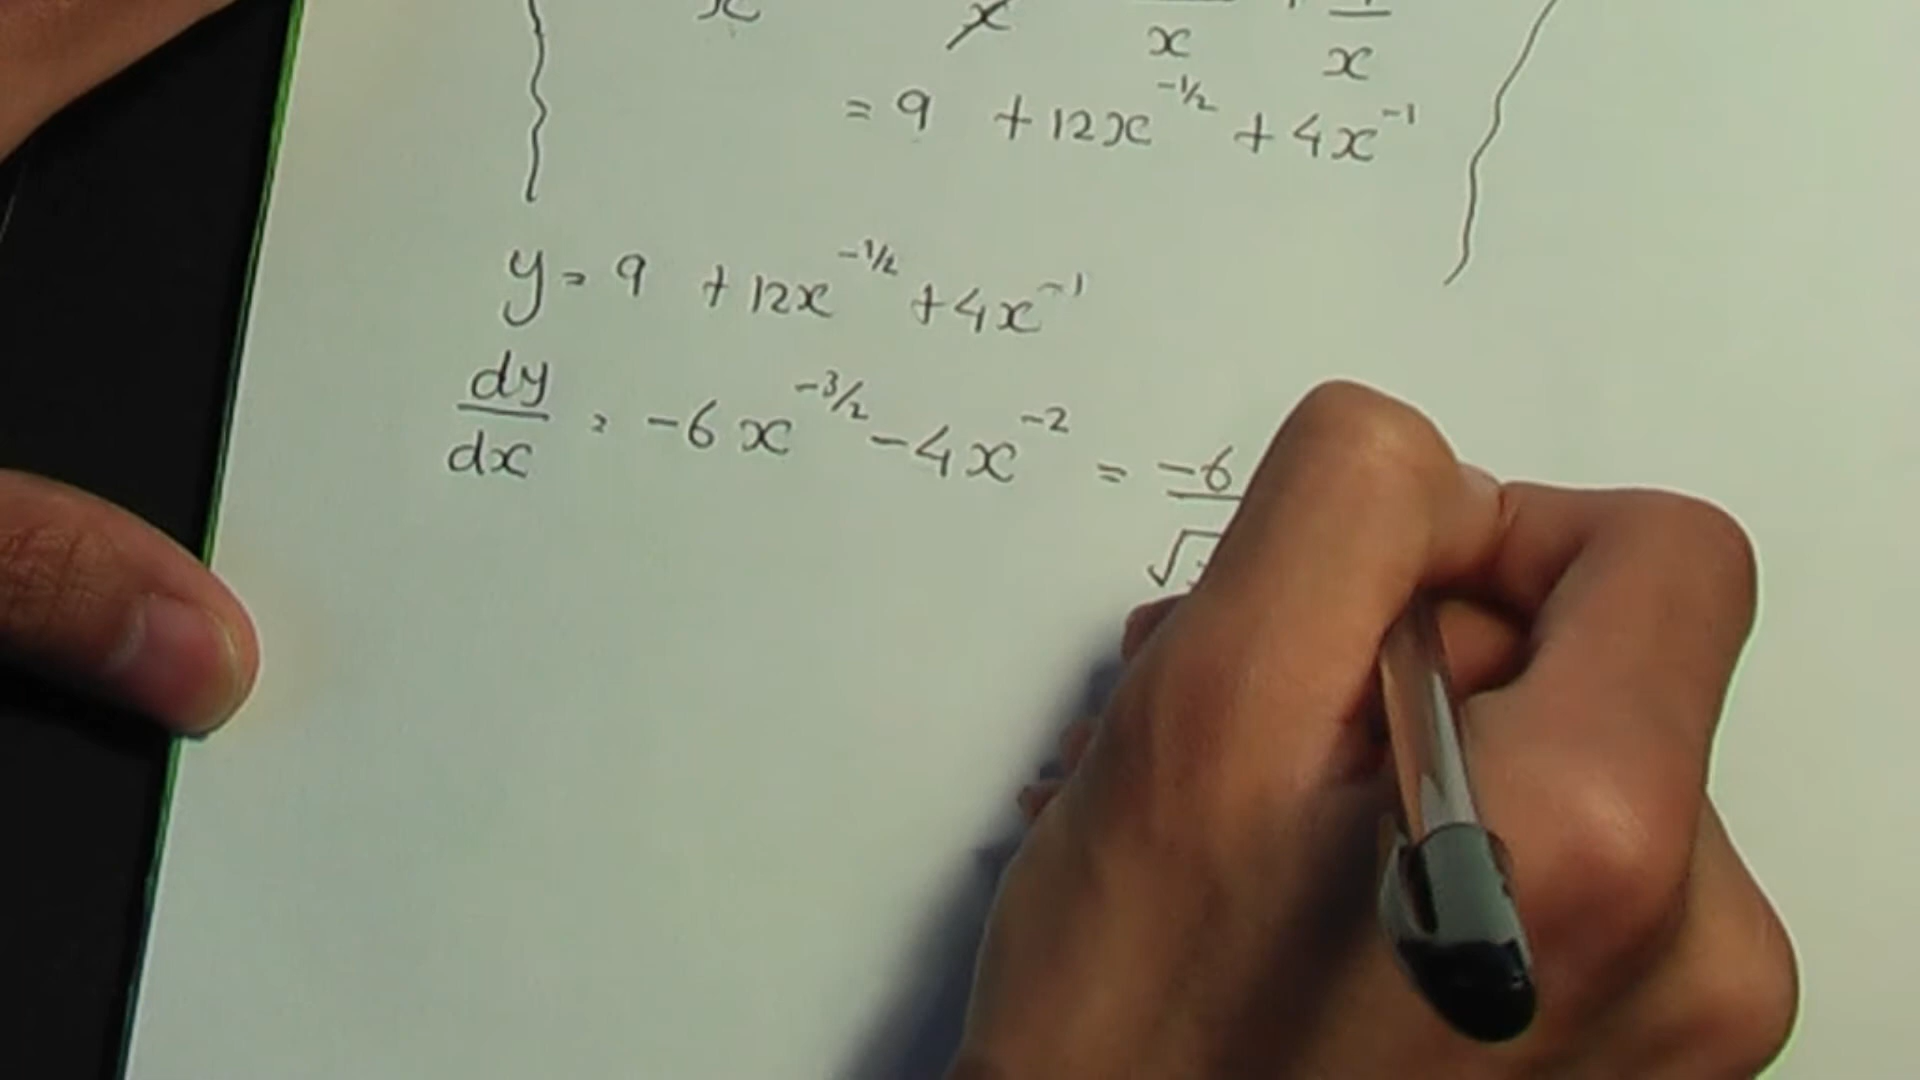 x x x x
= 9 + 12x^{-1/2} + 4x^{-1}
y = 9 + 12x^{-1/2} + 4x^{-1}
dy/dx = -6x^{-3/2} - 4x^{-2} = -6/√